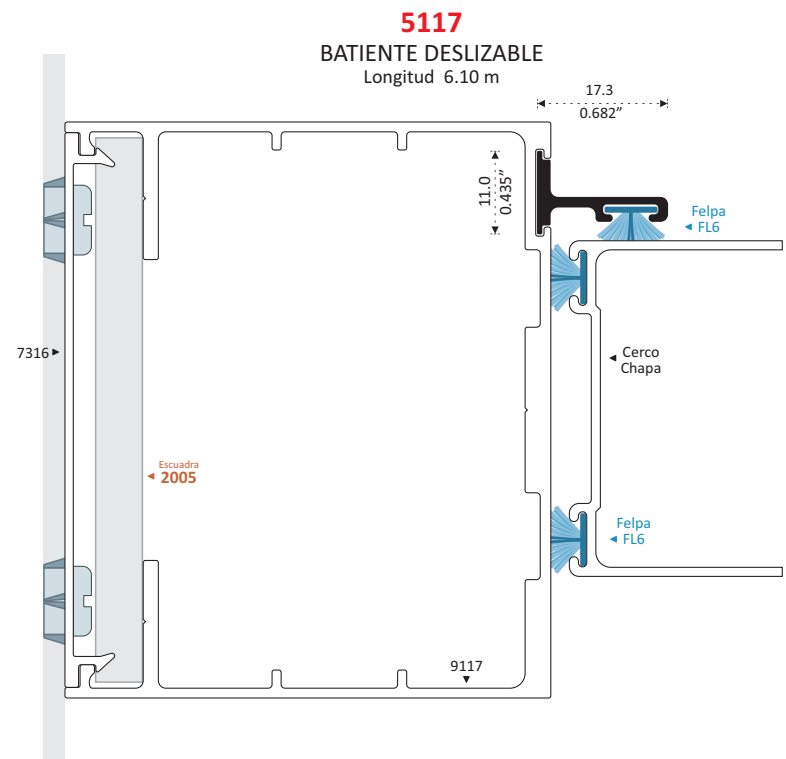 5117
BATIENTE DESLIZABLE
Longitud 6.10 m
17.3
0.682”
11.0
0.435”
Felpa
FL6
7316
Cerco
Chapa
Escuadra
2005
Felpa
FL6
9117